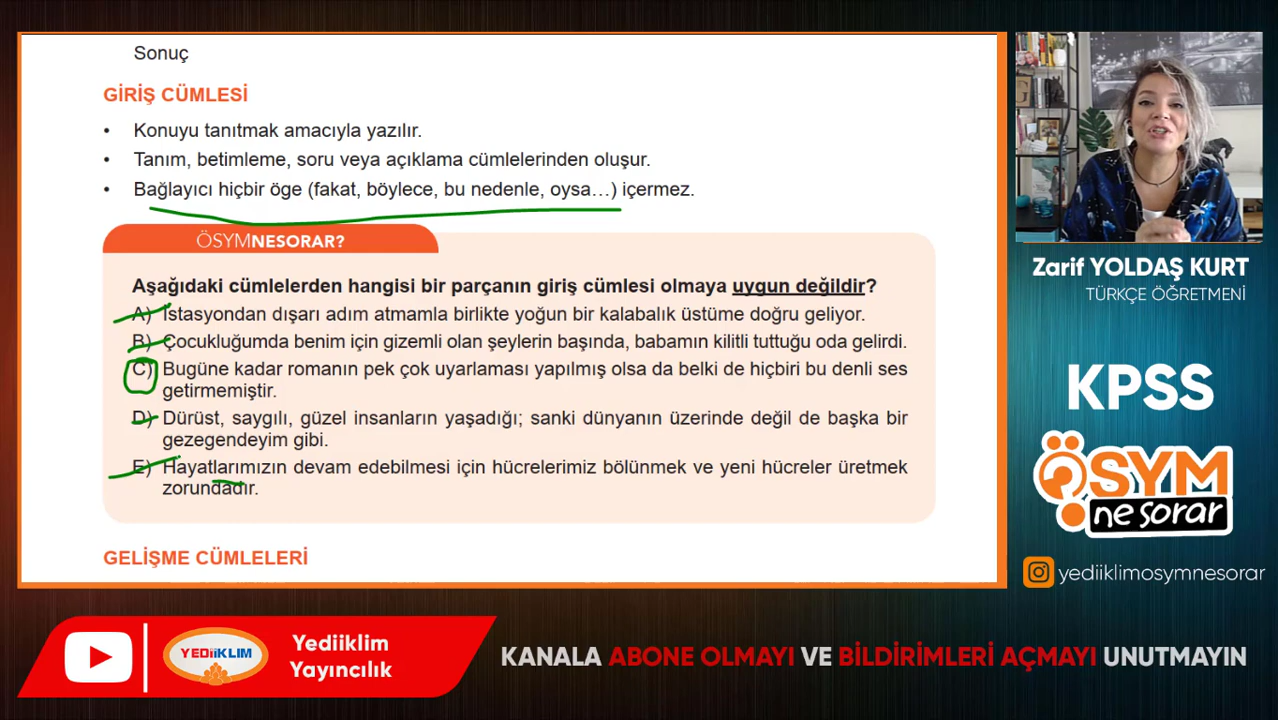 Sonuç
GİRİŞ CÜMLESİ
• Konuyu tanıtmak amacıyla yazılır.
• Tanım, betimleme, soru veya açıklama cümlelerinden oluşur.
• Bağlayıcı hiçbir öge (fakat, böylece, bu nedenle, oysa…) içermez.
ÖSYMNESORAR?
Aşağıdaki cümlelerden hangisi bir parçanın giriş cümlesi olmaya uygun değildir?
A) İstasyondan dışarı adım atmamla birlikte yoğun bir kalabalık üstüme doğru geliyor.
B) Çocukluğumda benim için gizemli olan şeylerin başında, babamın kilitli tuttuğu oda gelirdi.
C) Bugüne kadar romanın pek çok uyarlaması yapılmış olsa da belki de hiçbiri bu denli ses
getirmemiştir.
D) Dürüst, saygılı, güzel insanların yaşadığı; sanki dünyanın üzerinde değil de başka bir
gezegendeyim gibi.
E) Hayatlarımızın devam edebilmesi için hücrelerimiz bölünmek ve yeni hücreler üretmek
zorundadır.
GELİŞME CÜMLELERİ
Zarif YOLDAŞ KURT
TÜRKÇE ÖĞRETMENİ
KPSS
ÖSYM
ne sorar
yediiklimosymnesorar
YEDİİKLİM
Yediiklim
Yayıncılık
KANALA ABONE OLMAYI VE BİLDİRİMLERİ AÇMAYI UNUTMAYIN